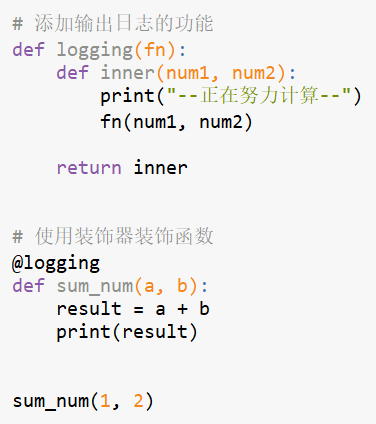 # 添加输出日志的功能
def logging(fn):
    def inner(num1, num2):
        print("--正在努力计算--")
        fn(num1, num2)
    return inner
# 使用装饰器装饰函数
@logging
def sum_num(a, b):
    result = a + b
    print(result)
sum_num(1, 2)